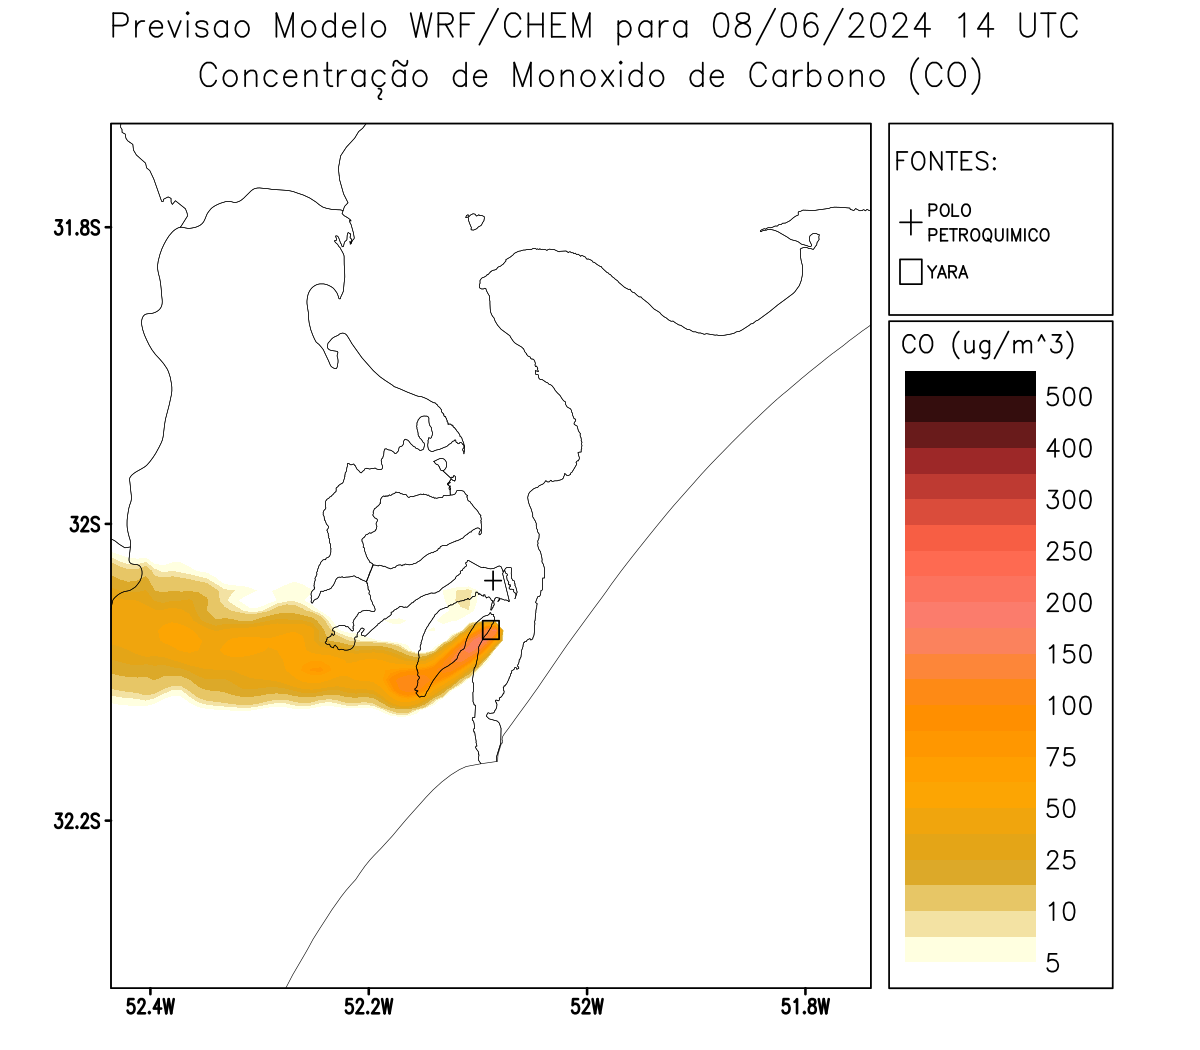 Previsao Modelo WRF/CHEM para 08/06/2024 14 UTC
Concentração de Monoxido de Carbono (CO)
FONTES:
POLO
PETROQUIMICO
YARA
CO (ug/m^3)
500
400
300
250
200
150
100
75
50
25
10
5
31.8S
32S
32.2S
52.4W
52.2W
52W
51.8W